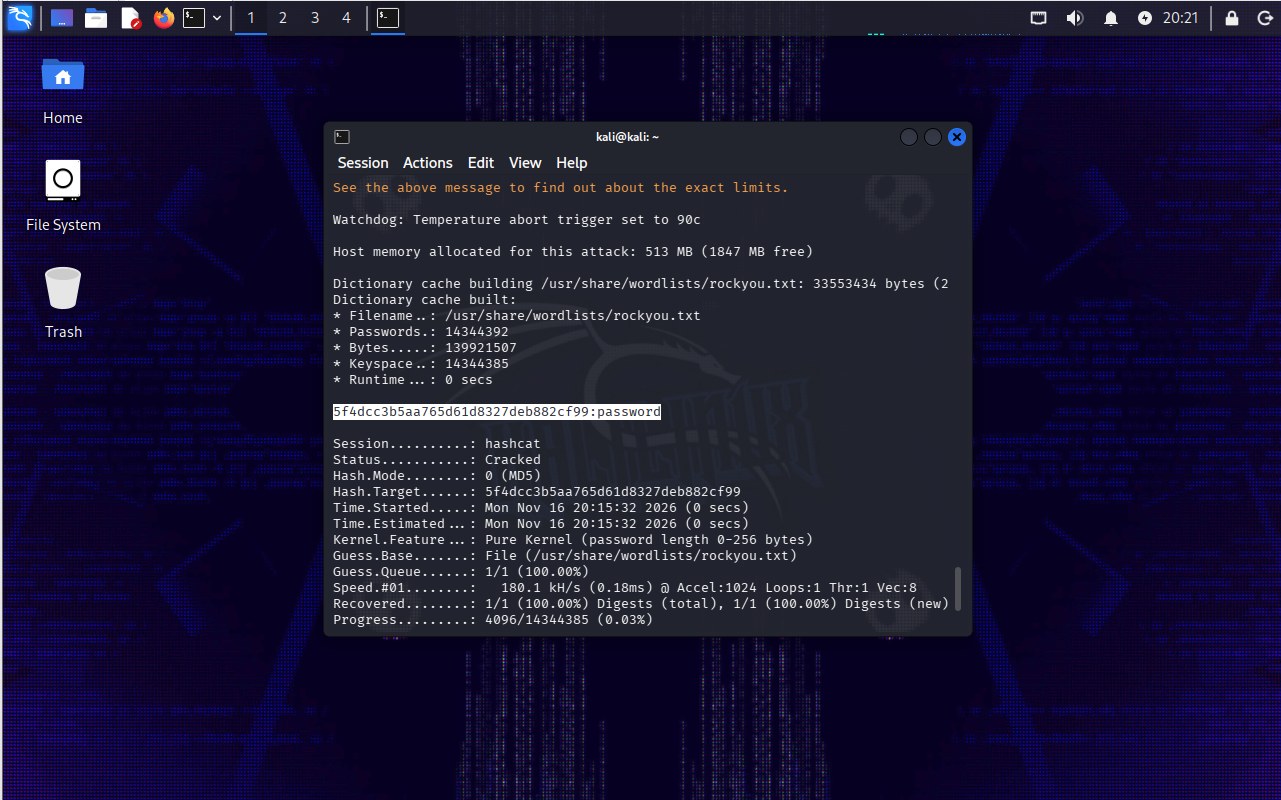 1 2 3 4 20:21
Home
File System
Trash
kali@kali: ~
Session Actions Edit View Help
See the above message to find out about the exact limits.
Watchdog: Temperature abort trigger set to 90c
Host memory allocated for this attack: 513 MB (1847 MB free)
Dictionary cache building /usr/share/wordlists/rockyou.txt: 33553434 bytes (2
Dictionary cache built:
* Filename..: /usr/share/wordlists/rockyou.txt
* Passwords.: 14344392
* Bytes.....: 139921507
* Keyspace..: 14344385
* Runtime...: 0 secs
5f4dcc3b5aa765d61d8327deb882cf99:password
Session..........: hashcat
Status...........: Cracked
Hash.Mode........: 0 (MD5)
Hash.Target......: 5f4dcc3b5aa765d61d8327deb882cf99
Time.Started.....: Mon Nov 16 20:15:32 2026 (0 secs)
Time.Estimated...: Mon Nov 16 20:15:32 2026 (0 secs)
Kernel.Feature...: Pure Kernel (password length 0-256 bytes)
Guess.Base.......: File (/usr/share/wordlists/rockyou.txt)
Guess.Queue......: 1/1 (100.00%)
Speed.#01........:   180.1 kH/s (0.18ms) @ Accel:1024 Loops:1 Thr:1 Vec:8
Recovered........: 1/1 (100.00%) Digests (total), 1/1 (100.00%) Digests (new)
Progress.........: 4096/14344385 (0.03%)